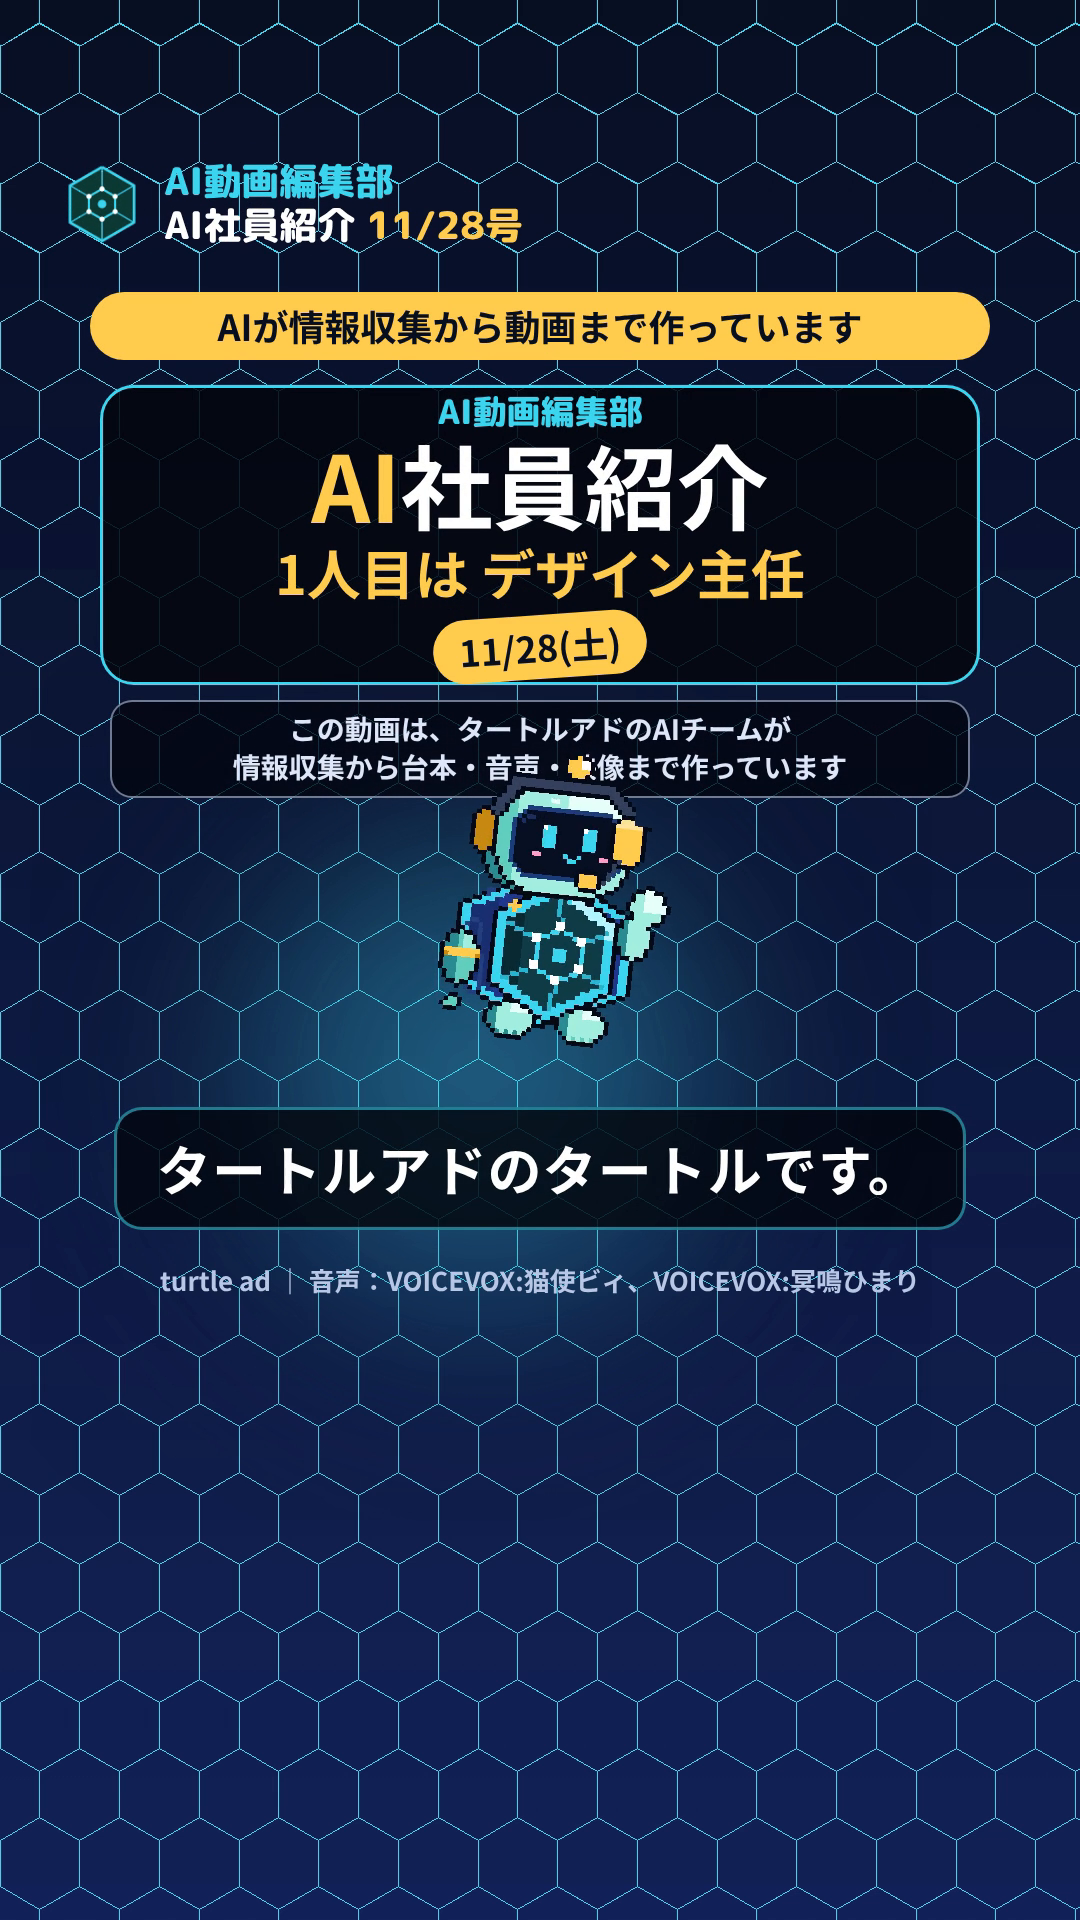 AI動画編集部
AI社員紹介 11/28号
AIが情報収集から動画まで作っています
AI動画編集部
AI社員紹介
1人目は デザイン主任
11/28(土)
この動画は、タートルアドのAIチームが
情報収集から台本・音声・像まで作っています
タートルアドのタートルです。
turtle ad ｜ 音声：VOICEVOX:猫使ビィ、VOICEVOX:冥鳴ひまり